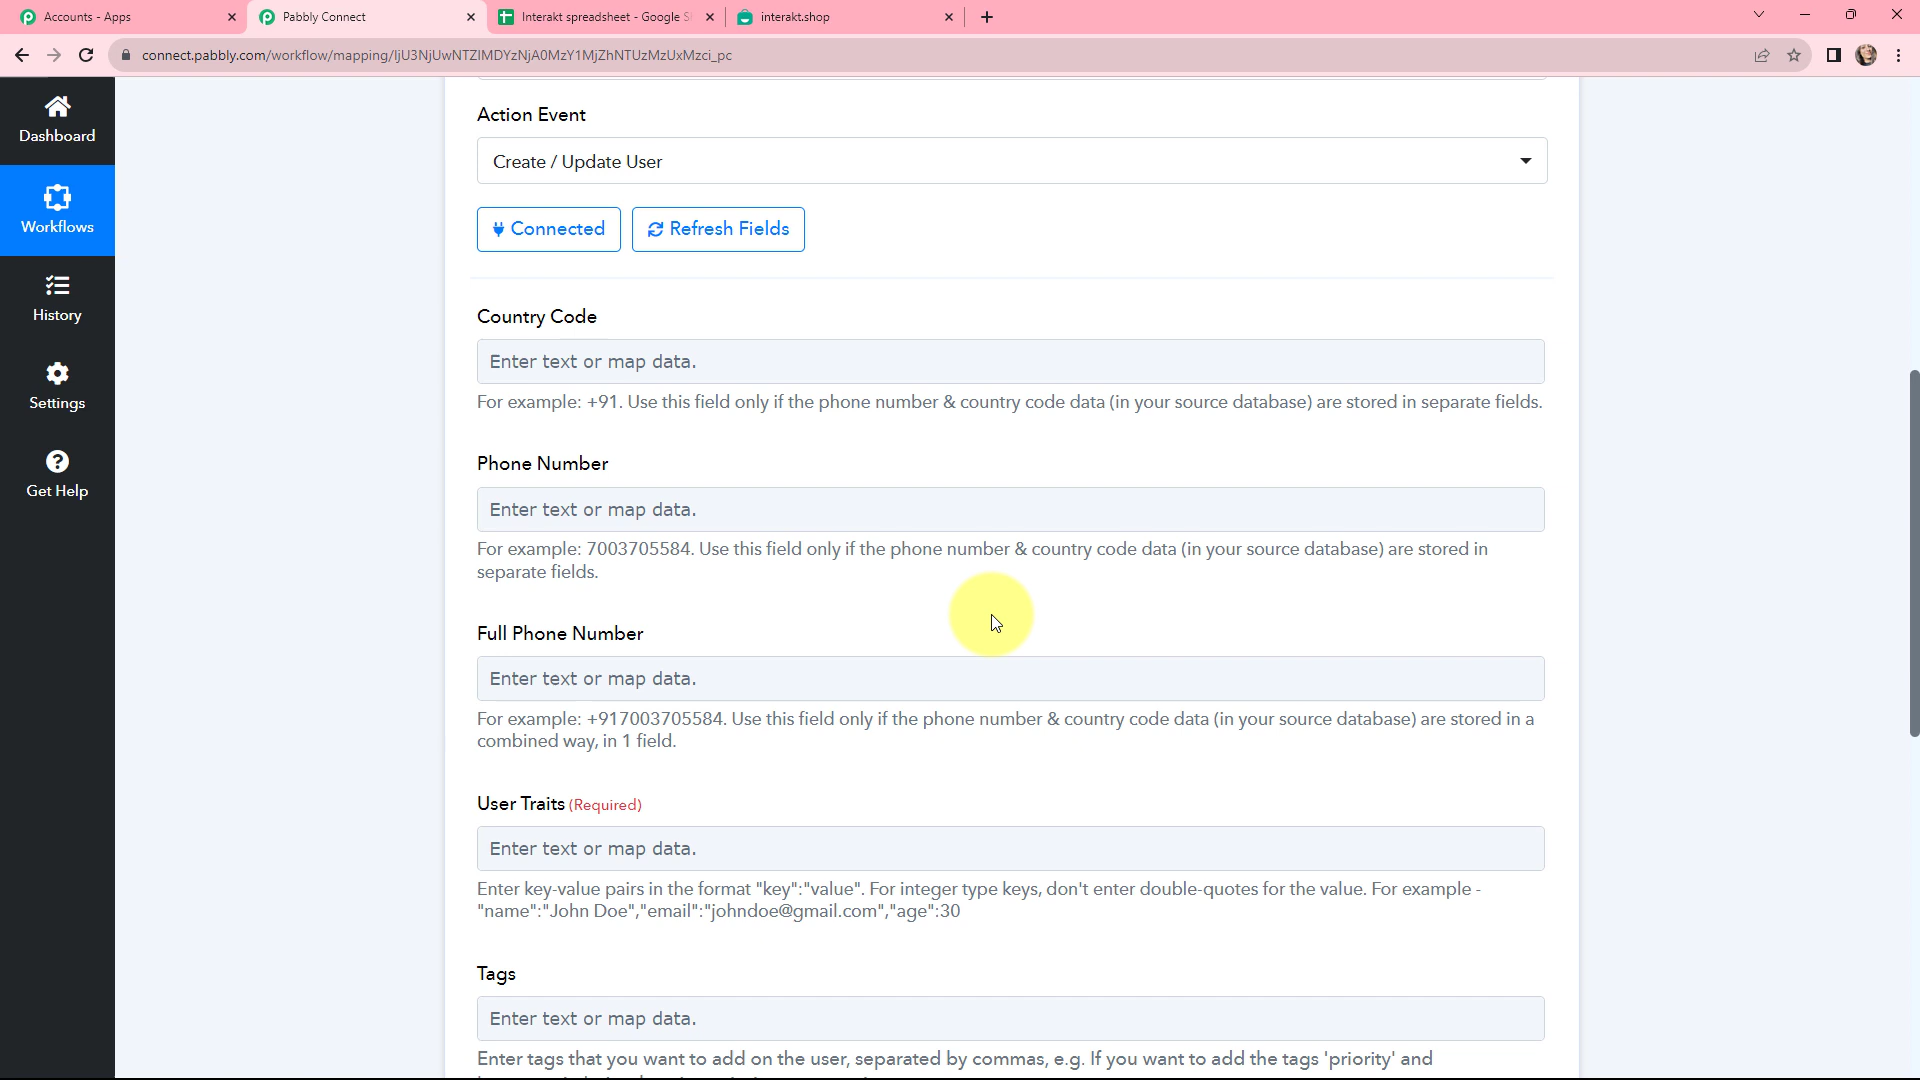 Accounts - Apps
Pabbly Connect
Interakt spreadsheet - Google S
interakt.shop
connect.pabbly.com/workflow/mapping/IjU3NjUwNTZlMDYzNjA0MzY1MjZhNTUzMzUxMzci_pc
Dashboard
Workflows
History
Settings
Get Help
Action Event
Create / Update User
Connected
Refresh Fields
Country Code
Enter text or map data.
For example: +91. Use this field only if the phone number & country code data (in your source database) are stored in separate fields.
Phone Number
Enter text or map data.
For example: 7003705584. Use this field only if the phone number & country code data (in your source database) are stored in
separate fields.
Full Phone Number
Enter text or map data.
For example: +917003705584. Use this field only if the phone number & country code data (in your source database) are stored in a
combined way, in 1 field.
User Traits (Required)
Enter text or map data.
Enter key-value pairs in the format "key":"value". For integer type keys, don't enter double-quotes for the value. For example -
"name":"John Doe","email":"johndoe@gmail.com","age":30
Tags
Enter text or map data.
Enter tags that you want to add on the user, separated by commas, e.g. If you want to add the tags 'priority' and